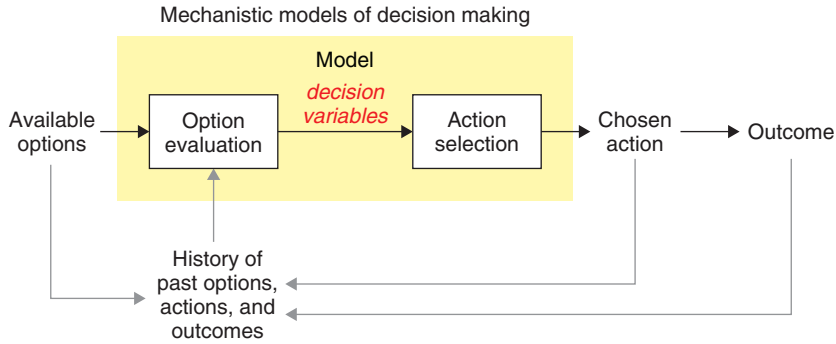 Mechanistic models of decision making
Model
decision
variables
Available
options
Option
evaluation
Action
selection
Chosen
action
Outcome
History of
past options,
actions, and
outcomes